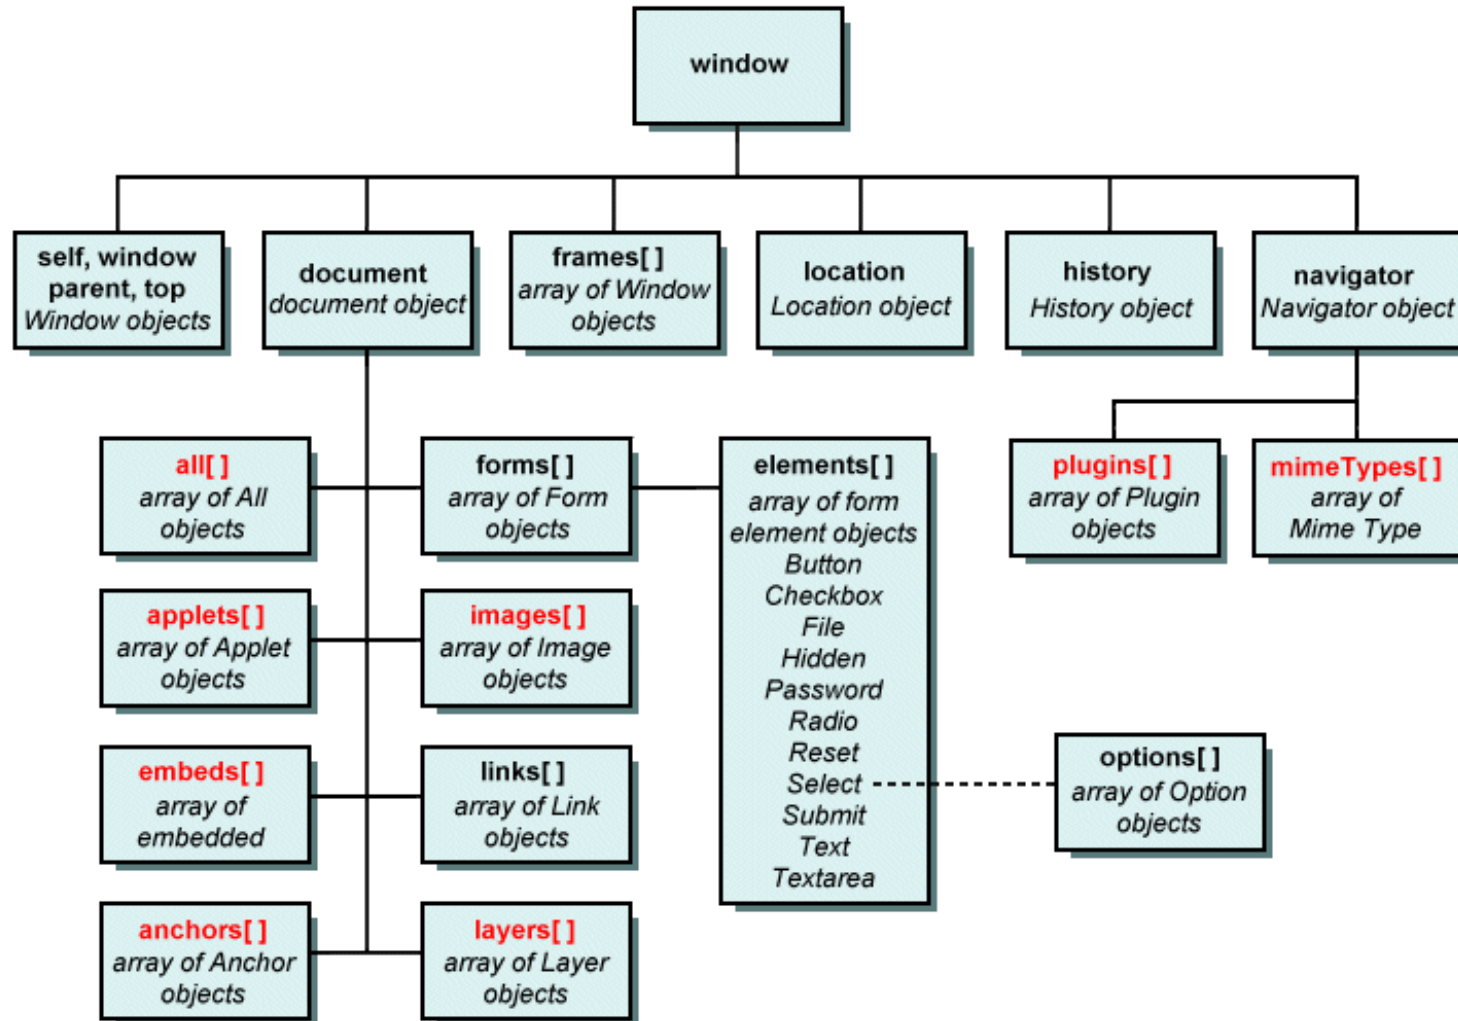 window
self, window
parent, top
Window objects
document
document object
frames[ ]
array of Window
objects
location
Location object
history
History object
navigator
Navigator object
all[ ]
array of All
objects
forms[ ]
array of Form
objects
elements[ ]
array of form
element objects
Button
Checkbox
File
Hidden
Password
Radio
Reset
Select
Submit
Text
Textarea
plugins[ ]
array of Plugin
objects
mimeTypes[ ]
array of
Mime Type
applets[ ]
array of Applet
objects
images[ ]
array of Image
objects
embeds[ ]
array of
embedded
links[ ]
array of Link
objects
options[ ]
array of Option
objects
anchors[ ]
array of Anchor
objects
layers[ ]
array of Layer
objects